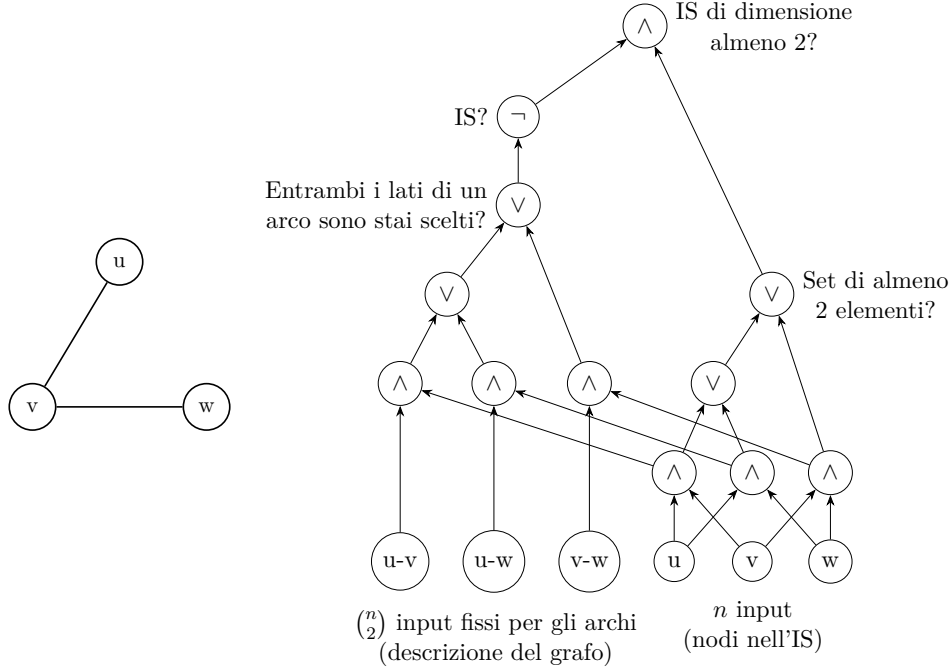 IS di dimensione
almeno 2?
∧
IS?
¬
Entrambi i lati di un
arco sono stai scelti?
∨
u
∨
∨
Set di almeno
2 elementi?
v
w
∧
∧
∧
∨
∧
∧
∧
u-v
u-w
v-w
u
v
w
(n 2) input fissi per gli archi
(descrizione del grafo)
n input
(nodi nell'IS)